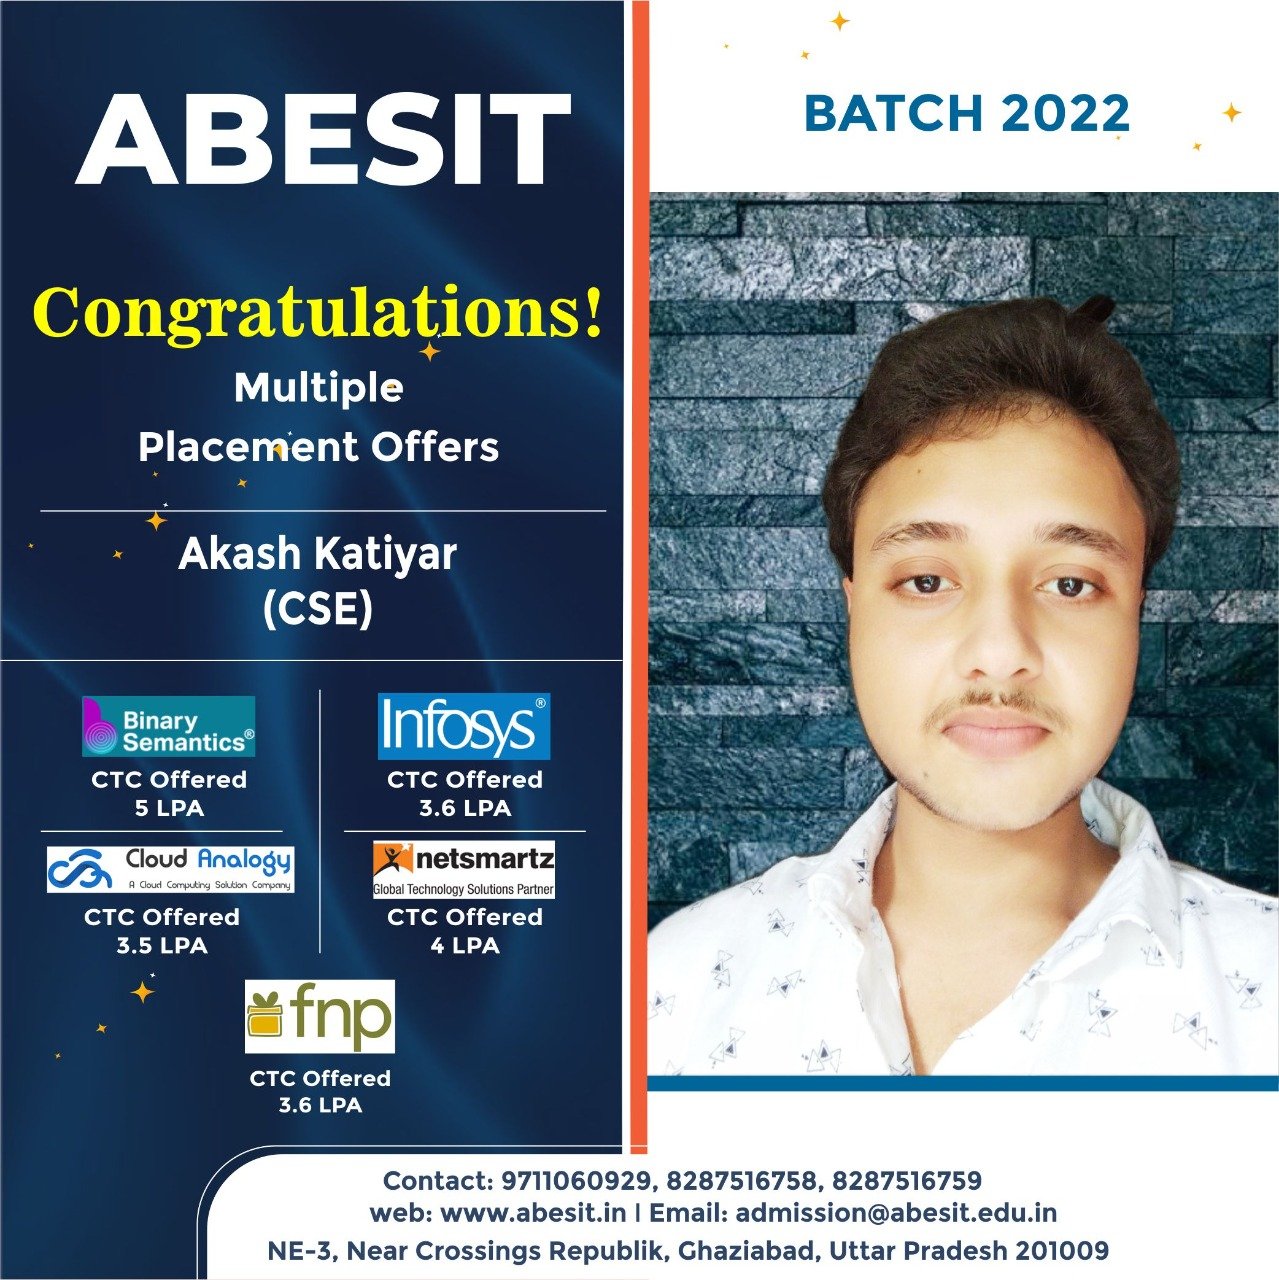 ABESIT
BATCH 2022
Congratulations!
Multiple
Placement Offers
Akash Katiyar
(CSE)
Binary
Semantics®
CTC Offered
5 LPA
Infosys®
CTC Offered
3.6 LPA
Cloud Analogy
A Cloud Computing Solution Company
CTC Offered
3.5 LPA
netsmartz
Global Technology Solutions Partner
CTC Offered
4 LPA
fnp
CTC Offered
3.6 LPA
Contact: 9711060929, 8287516758, 8287516759
web: www.abesit.in | Email: admission@abesit.edu.in
NE-3, Near Crossings Republik, Ghaziabad, Uttar Pradesh 201009